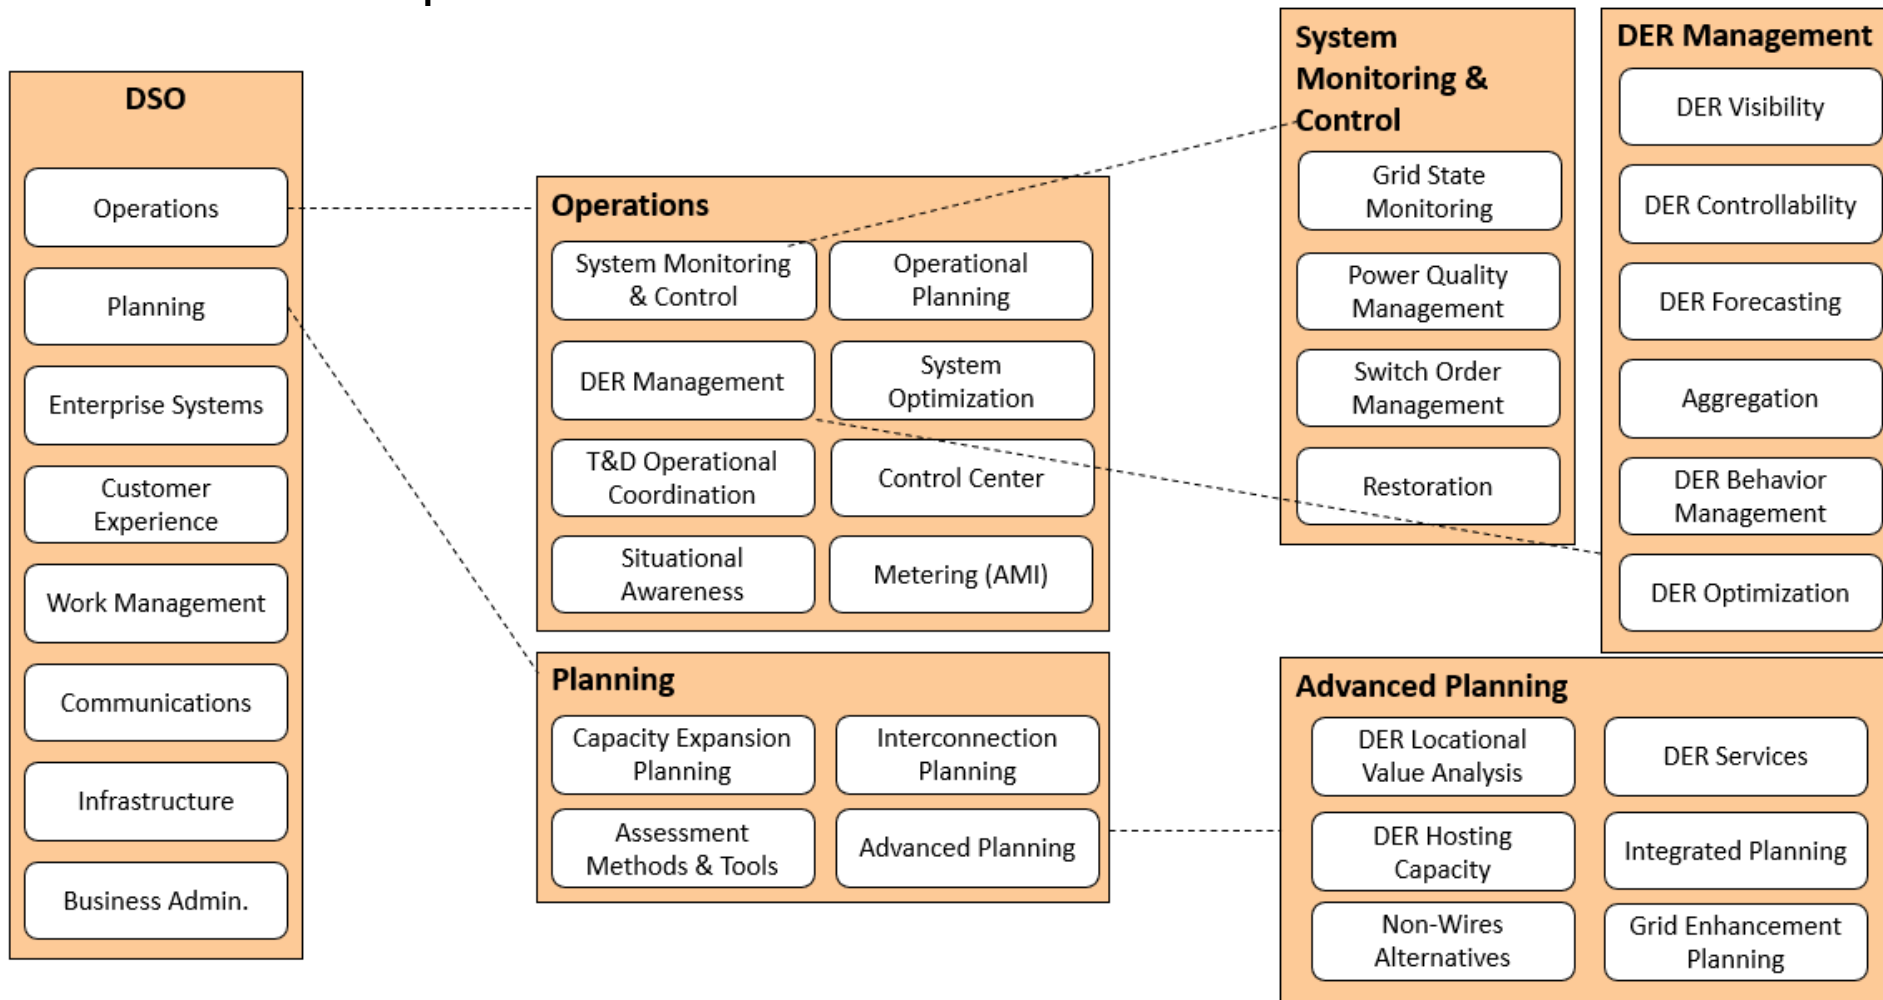 DSO
Operations
Planning
Enterprise Systems
Customer
Experience
Work Management
Communications
Infrastructure
Business Admin.
Operations
System Monitoring
& Control
Operational
Planning
DER Management
System
Optimization
T&D Operational
Coordination
Control Center
Situational
Awareness
Metering (AMI)
Planning
Capacity Expansion
Planning
Interconnection
Planning
Assessment
Methods & Tools
Advanced Planning
System
Monitoring &
Control
Grid State
Monitoring
Power Quality
Management
Switch Order
Management
Restoration
DER Management
DER Visibility
DER Controllability
DER Forecasting
Aggregation
DER Behavior
Management
DER Optimization
Advanced Planning
DER Locational
Value Analysis
DER Services
DER Hosting
Capacity
Integrated Planning
Non-Wires
Alternatives
Grid Enhancement
Planning